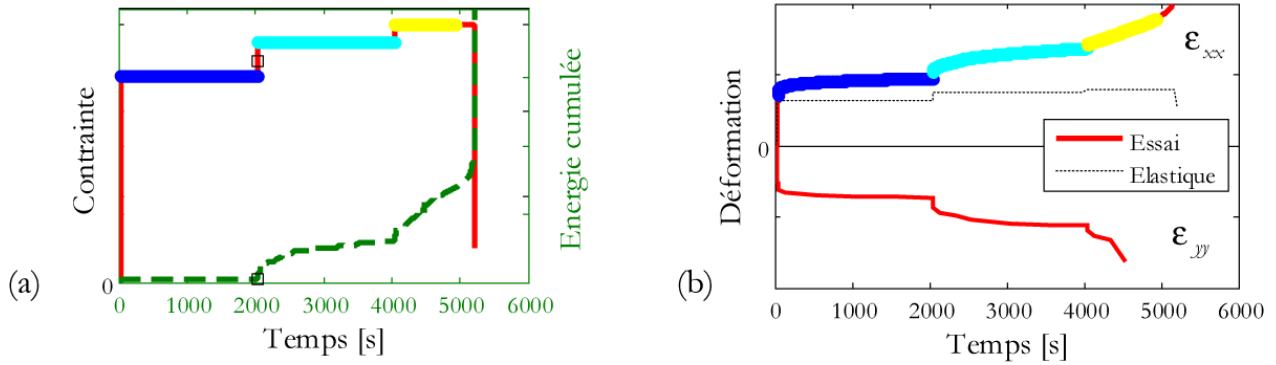 (a)
Contrainte
0
Energie cumulée
0 1000 2000 3000 4000 5000 6000
Temps [s]
(b)
Déformation
0
ε xx
Essai
Elastique
ε yy
0 1000 2000 3000 4000 5000 6000
Temps [s]